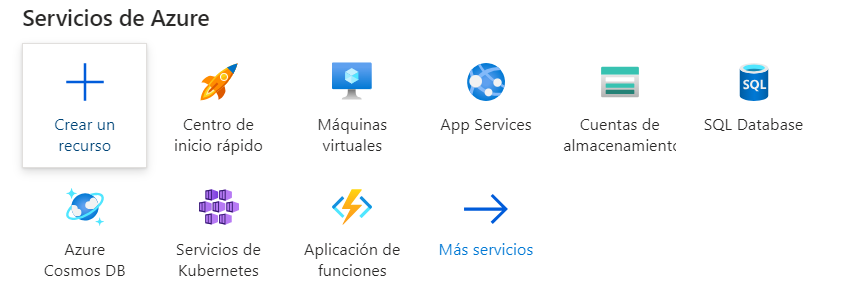 Servicios de Azure
Crear un
recurso
Centro de
inicio rápido
Máquinas
virtuales
App Services
Cuentas de
almacenamiento
SQL
SQL Database
Azure
Cosmos DB
Servicios de
Kubernetes
Aplicación de
funciones
Más servicios